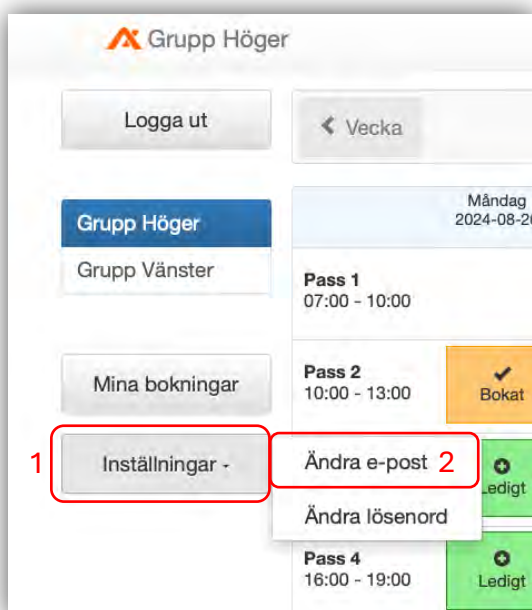 Grupp Höger
Logga ut
Vecka
Grupp Höger
Grupp Vänster
Måndag
Pass 1
07:00 - 10:00
Pass 2
10:00 - 13:00
Bokat
Mina bokningar
1
Inställningar
Ändra e-post 2
Ledigt
Ändra lösenord
Pass 4
16:00 - 19:00
Ledigt